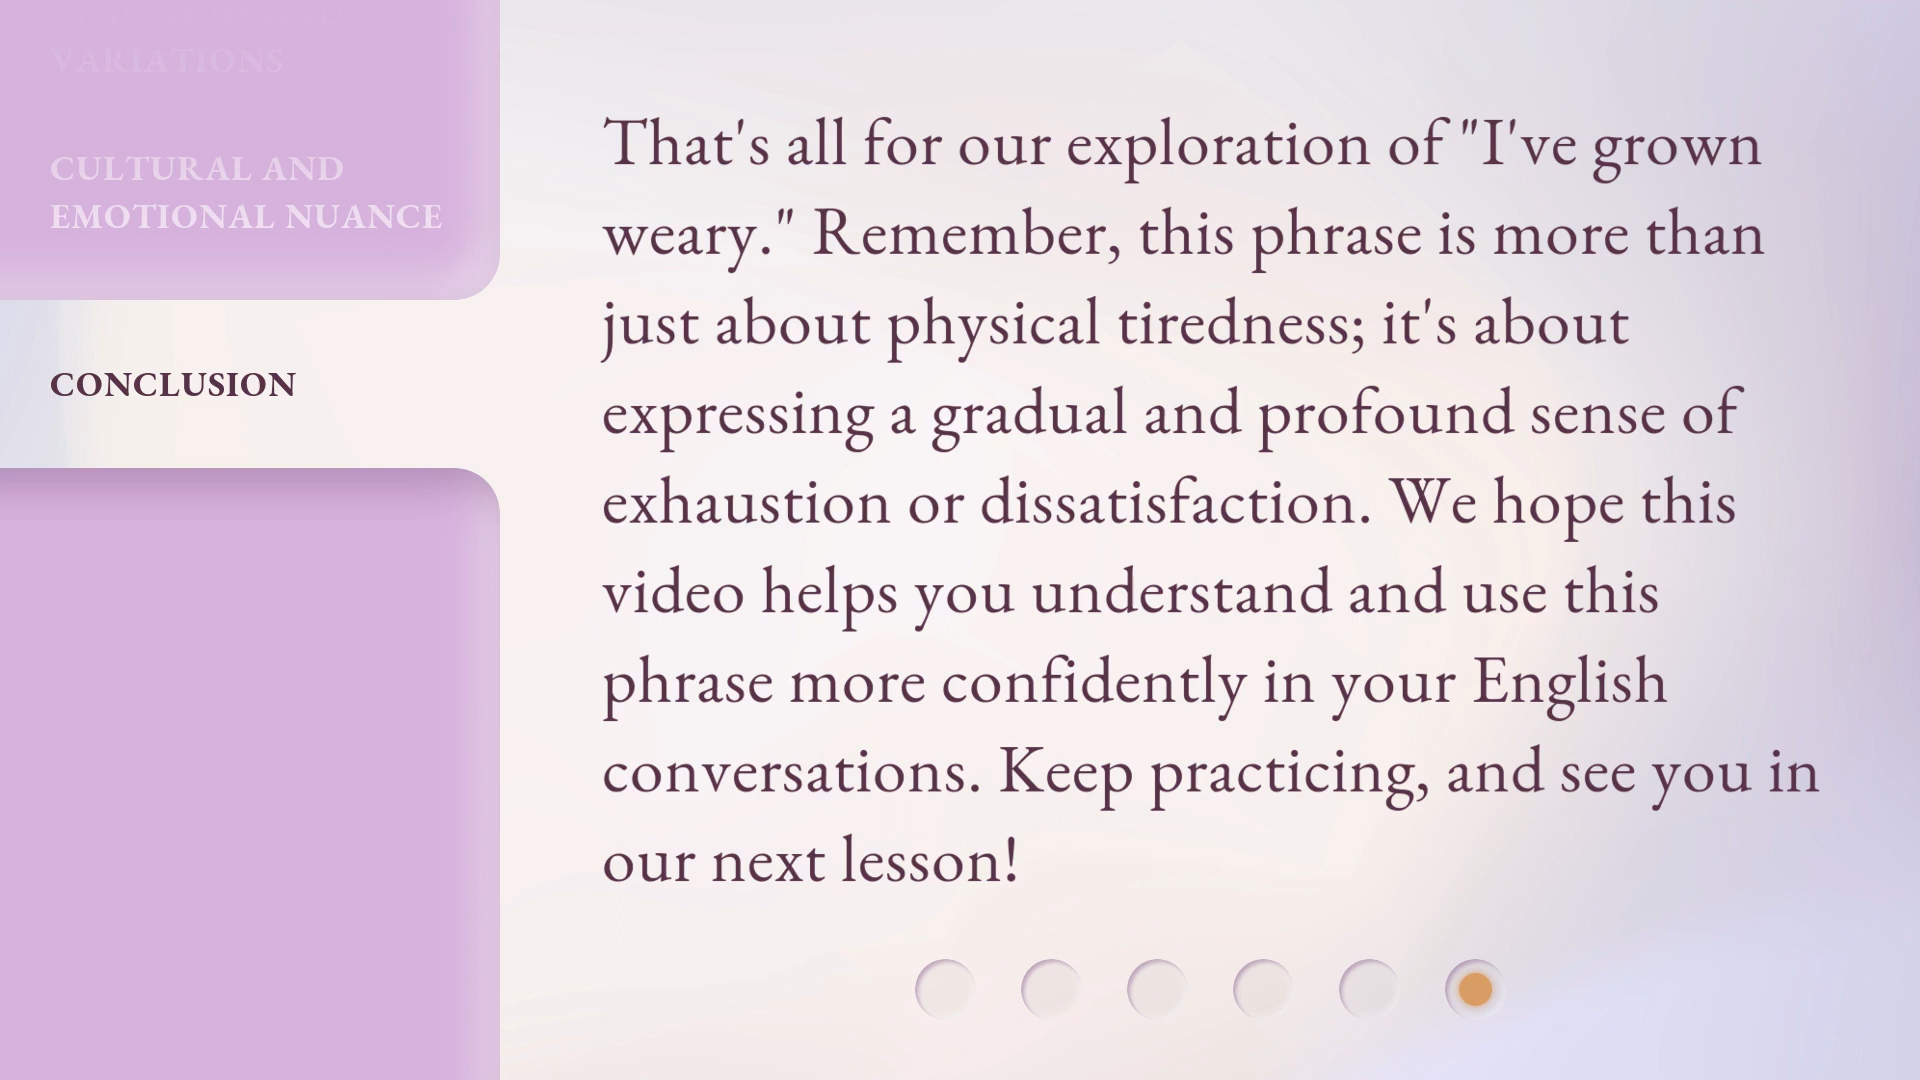 VARIATIONS
CULTURAL AND
EMOTIONAL NUANCE
CONCLUSION
That's all for our exploration of "I've grown
weary." Remember, this phrase is more than
just about physical tiredness; it's about
expressing a gradual and profound sense of
exhaustion or dissatisfaction. We hope this
video helps you understand and use this
phrase more confidently in your English
conversations. Keep practicing, and see you in
our next lesson!